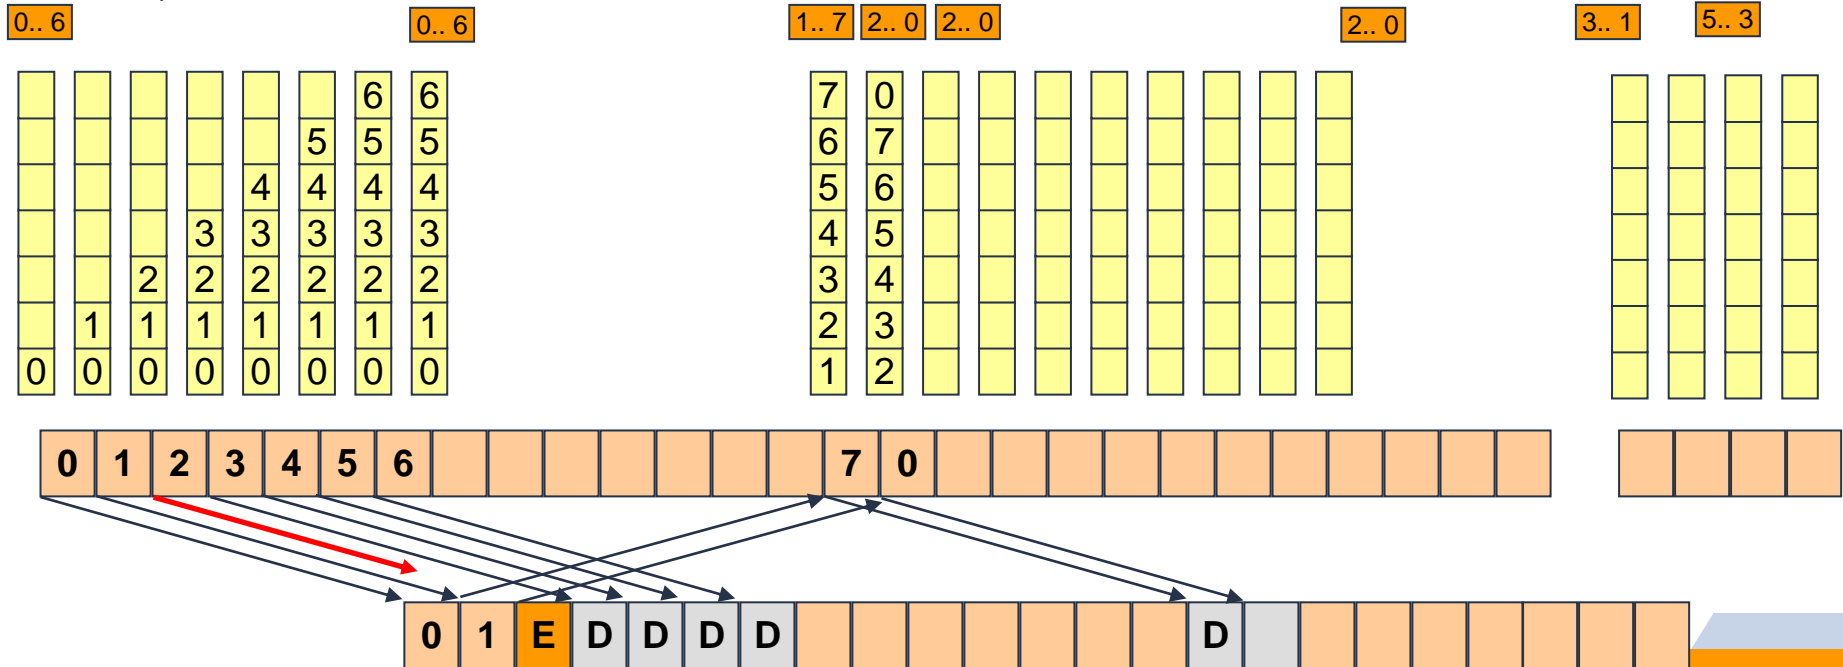 0.. 6 0.. 6 1.. 7 2.. 0 2.. 0 2.. 0 3.. 1 5.. 3
6 6 7 0
5 5 5 6 7
4 4 4 4 5 6
3 3 3 3 3 4 5
2 2 2 2 2 2 3 4
1 1 1 1 1 1 1 2 3
0 0 0 0 0 0 0 0 1 2
0 1 2 3 4 5 6 7 0
0 1 E D D D D D